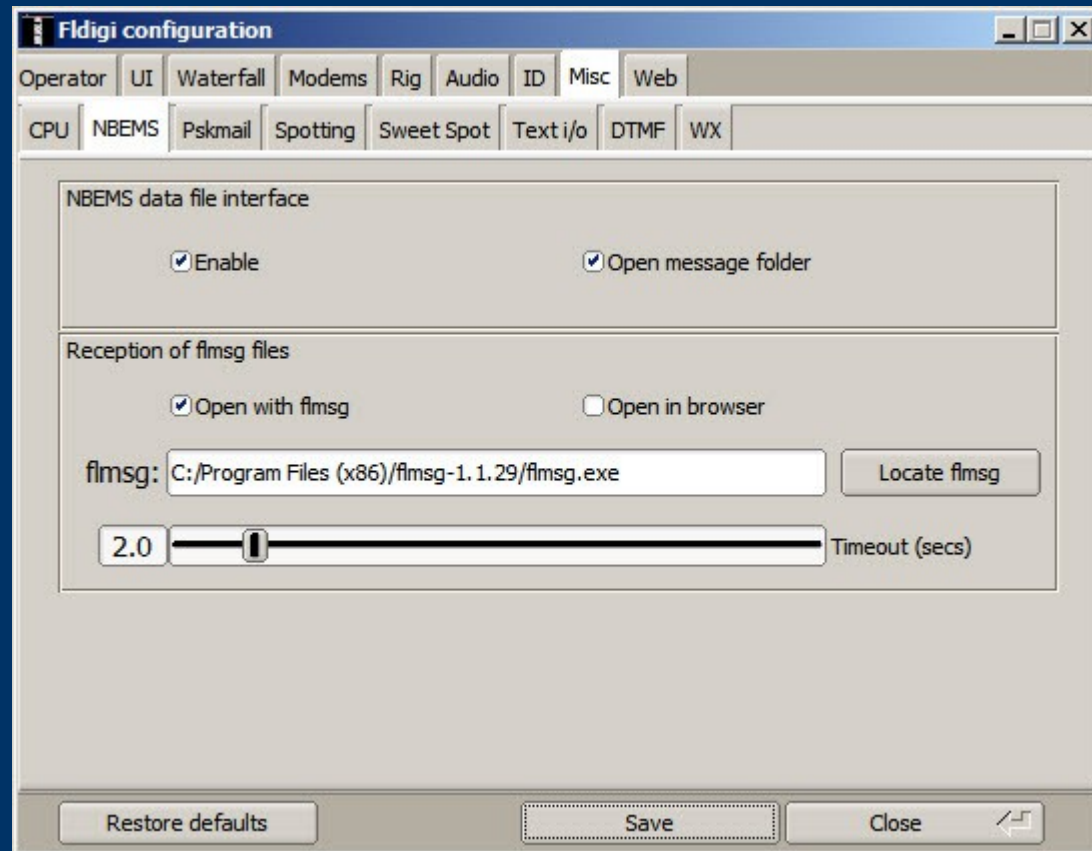 Fldigi configuration
Operator UI Waterfall Modems Rig Audio ID Misc Web
CPU NBEMS Pskmail Spotting Sweet Spot Text i/o DTMF WX
NBEMS data file interface
Enable Open message folder
Reception of flmsg files
Open with flmsg Open in browser
flmsg: C:/Program Files (x86)/flmsg-1.1.29/flmsg.exe Locate flmsg
2.0 Timeout (secs)
Restore defaults Save Close